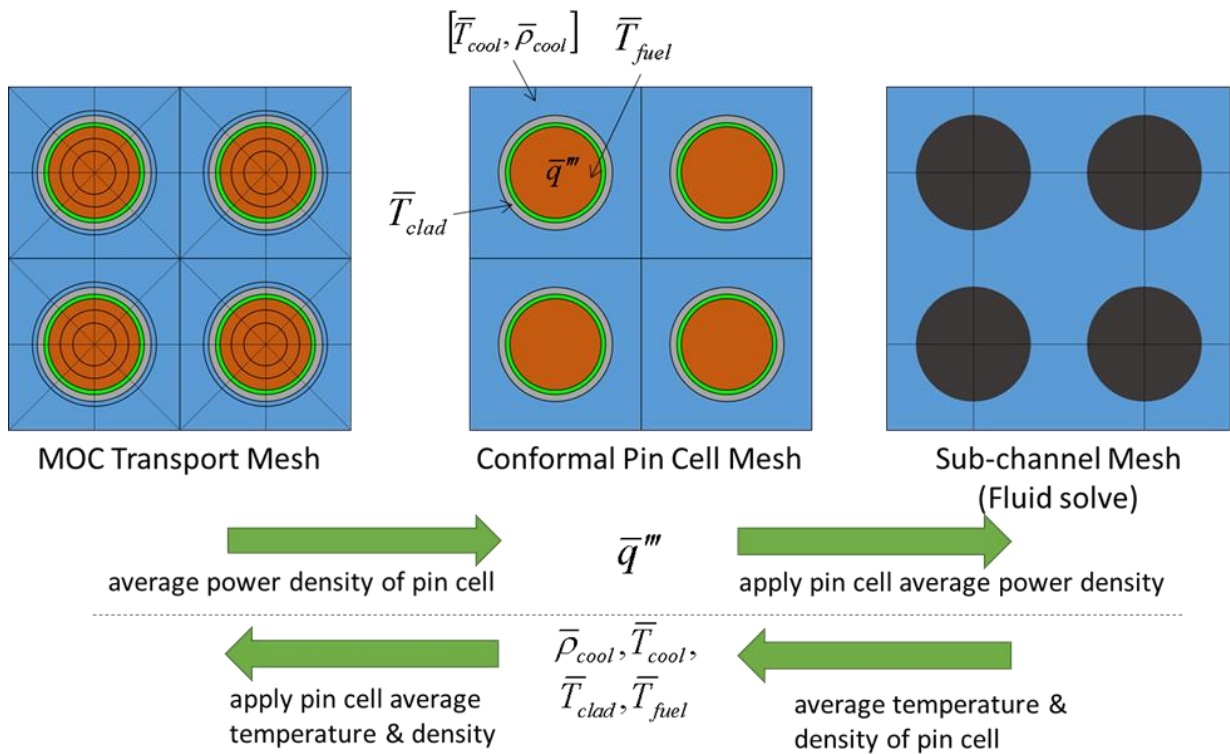 [T̅cool, ρ̅cool] T̅fuel
q̅‴
T̅clad
MOC Transport Mesh
Conformal Pin Cell Mesh
Sub-channel Mesh
(Fluid solve)
average power density of pin cell
q̅‴
apply pin cell average power density
ρ̅cool, T̅cool,
T̅clad, T̅fuel
apply pin cell average
temperature & density
average temperature &
density of pin cell